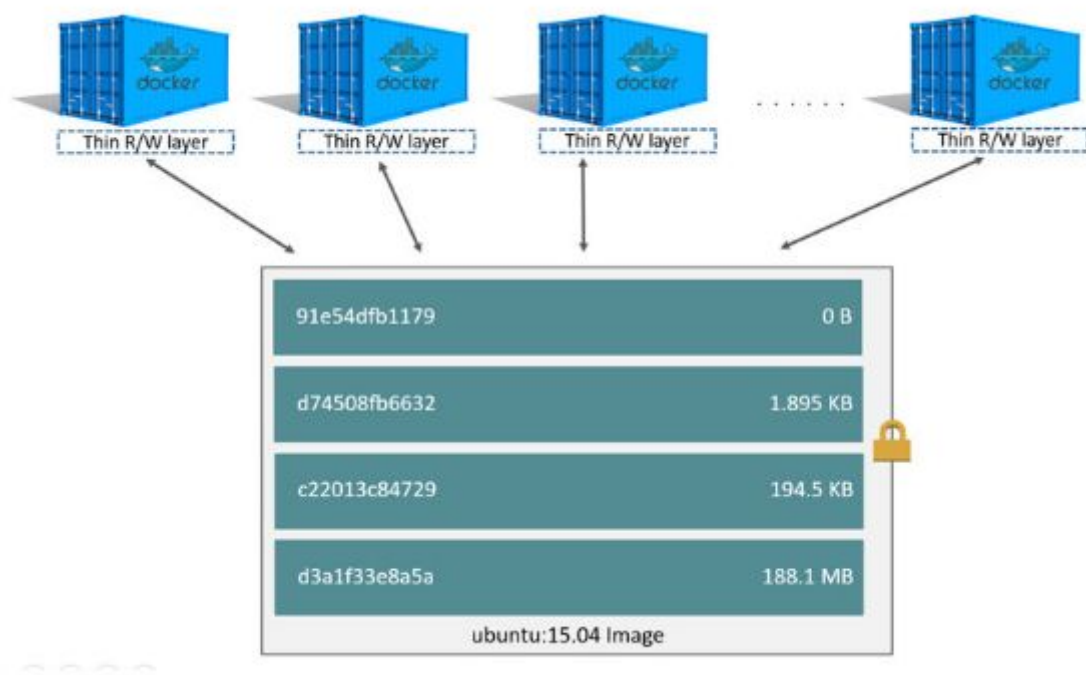 docker docker docker docker
. . . . . .
Thin R/W layer Thin R/W layer Thin R/W layer Thin R/W layer
91e54dfb1179 0 B
d74508fb6632 1.895 KB
c22013c84729 194.5 KB
d3a1f33e8a5a 188.1 MB
ubuntu:15.04 Image